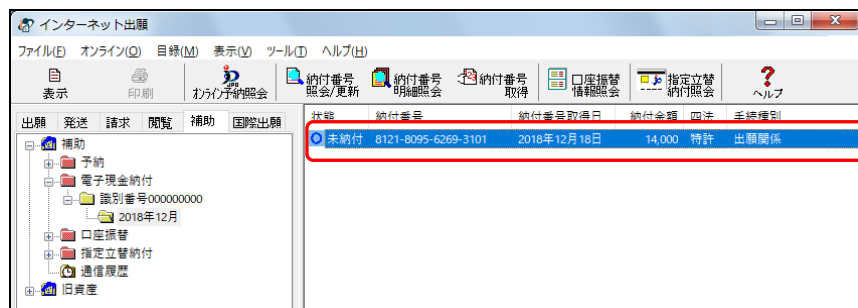 インターネット出願
ファイル(F) オンライン(O) 目録(M) 表示(V) ツール(T) ヘルプ(H)
表示 印刷 オンライン予納照会 納付番号照会/更新 納付番号明細照会 納付番号取得 口座振替情報照会 指定立替納付照会 ヘルプ
出願 発送 請求 閲覧 補助 国際出願
状態 納付番号 納付番号取得日 納付金額 四法 手続種別
未納付 8121-8095-6269-3101 2018年12月18日 14,000 特許 出願関係
補助
予納
電子現金納付
識別番号000000000
2018年12月
口座振替
指定立替納付
通信履歴
旧資産